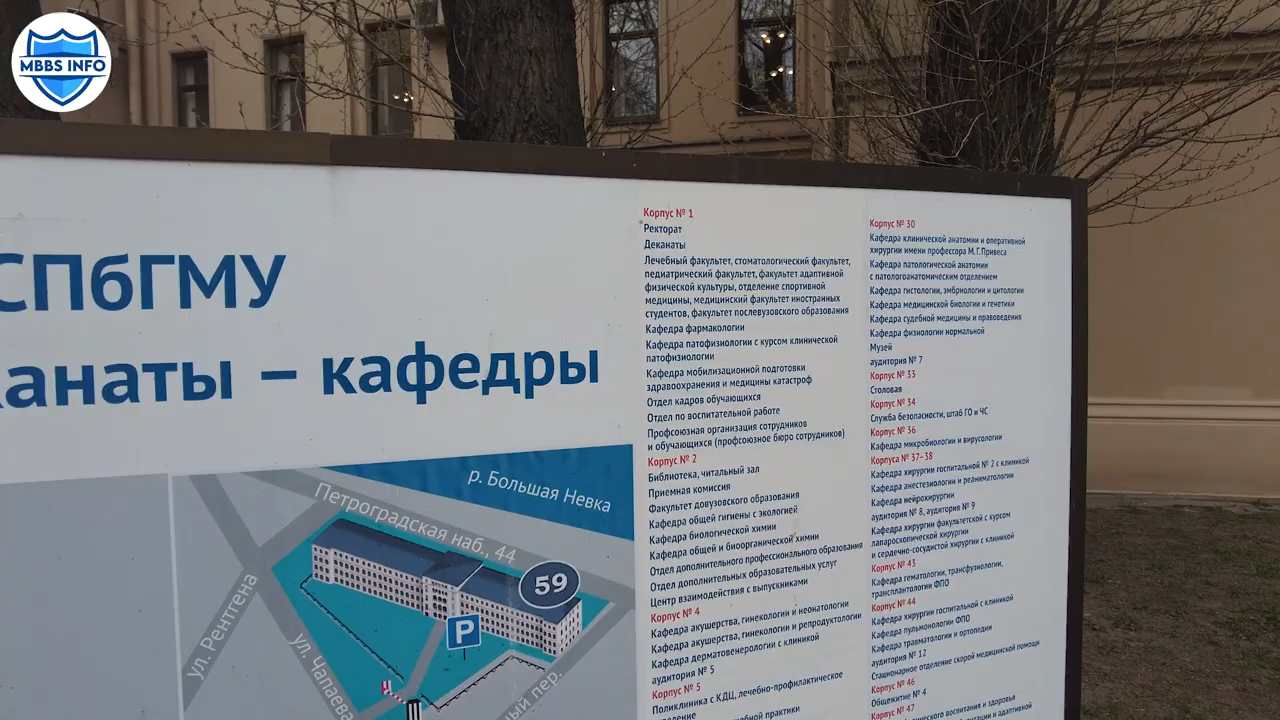 MBBS INFO
СПбГМУ
– кафедры
р. Большая Невка
Петроградская наб., 44
59
P
ул. Рентгена
ул. Чапаева
пер.
Корпус № 1
Ректорат
Деканаты
Лечебный факультет, стоматологический факультет,
педиатрический факультет, факультет адаптивной
физической культуры, отделение спортивной
медицины, медицинский факультет иностранных
студентов, факультет послевузовского образования
Кафедра фармакологии
Кафедра патофизиологии с курсом клинической
патофизиологии
Кафедра мобилизационной подготовки
здравоохранения и медицины катастроф
Отдел кадров обучающихся
Отдел по воспитательной работе
Профсоюзная организация сотрудников
и обучающихся (профсоюзное бюро сотрудников)
Корпус № 2
Библиотека, читальный зал
Приемная комиссия
Факультет довузовского образования
Кафедра общей гигиены с экологией
Кафедра биологической химии
Кафедра общей и биоорганической химии
Отдел дополнительного профессионального образования
Отдел дополнительных образовательных услуг
Центр взаимодействия с выпускниками
Корпус № 4
Кафедра акушерства, гинекологии и неонатологии
Кафедра акушерства, гинекологии и репродуктологии
Кафедра дерматовенерологии с клиникой
аудитория № 5
Корпус № 5
Поликлиника с КДЦ, лечебно-профилактическое
практики
Корпус № 30
Кафедра клинической анатомии и оперативной
хирургии имени профессора М.Г.Привеса
Кафедра патологической анатомии
с патологоанатомическим отделением
Кафедра гистологии, эмбриологии и цитологии
Кафедра медицинской биологии и генетики
Кафедра судебной медицины и правоведения
Кафедра физиологии нормальной
Музей
аудитория № 7
Корпус № 33
Столовая
Корпус № 34
Служба безопасности, штаб ГО и ЧС
Корпус № 36
Кафедра микробиологии и вирусологии
Корпуса № 37–38
Кафедра хирургии госпитальной № 2 с клиникой
Кафедра анестезиологии и реаниматологии
Кафедра нейрохирургии
аудитория № 8, аудитория № 9
Кафедра хирургии факультетской с курсом
лапароскопической хирургии
и сердечно-сосудистой хирургии с клиникой
Корпус № 43
Кафедра гематологии, трансфузиологии,
трансплантологии ФПО
Корпус № 44
Кафедра хирургии госпитальной с клиникой
Кафедра пульмонологии ФПО
Кафедра травматологии и ортопедии
аудитория № 12
Стационарное отделение скорой медицинской помощи
Корпус № 46
Общежитие № 4
Корпус № 47
воспитания и здоровья
и адаптивной